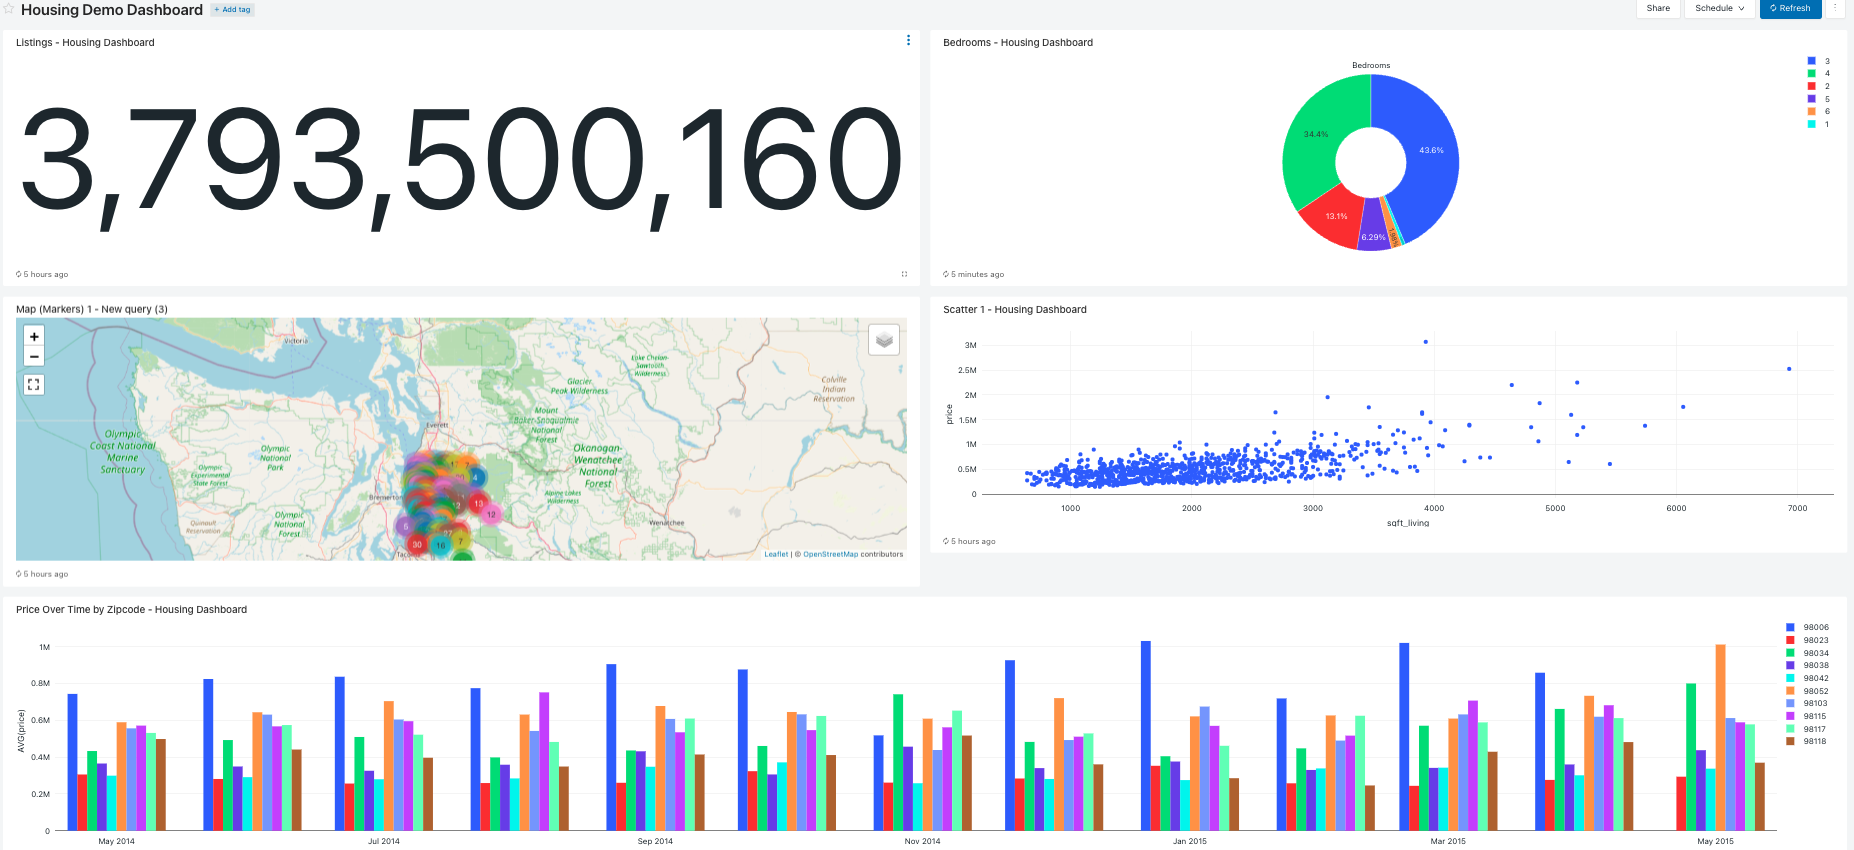 Housing Demo Dashboard
+ Add tag
Share
Schedule
Refresh
Listings - Housing Dashboard
3,793,500,160
5 hours ago
Bedrooms - Housing Dashboard
Bedrooms
34.4%
43.6%
13.1%
6.29%
3
4
2
5
6
1
5 minutes ago
Map (Markers) 1 - New query (3)
+
−
Victoria
Lake Chelan-
Sawtooth
Wilderness
Glacier
Peak Wilderness
Colville
Indian
Reservation
Mount
Baker-Snoqualmie
National
Forest
Everett
Olympic
Coast National
Marine
Sanctuary
Olympic
National
Park
Okanogan-
Wenatchee
National
Forest
Olympic
Experimental
State Forest
4
Bremerton
Alpine Lakes
Wilderness
13
2
12
Quinault
Reservation
Olympic
National
Forest
5
Wenatchee
30
16
7
Leaflet | © OpenStreetMap contributors
5 hours ago
Scatter 1 - Housing Dashboard
price
3M
2.5M
2M
1.5M
1M
0.5M
0
1000
2000
3000
4000
5000
6000
7000
sqft_living
5 hours ago
Price Over Time by Zipcode - Housing Dashboard
AVG(price)
1M
0.8M
0.6M
0.4M
0.2M
0
May 2014
Jul 2014
Sep 2014
Nov 2014
Jan 2015
Mar 2015
May 2015
98006
98023
98034
98038
98042
98052
98103
98115
98117
98118